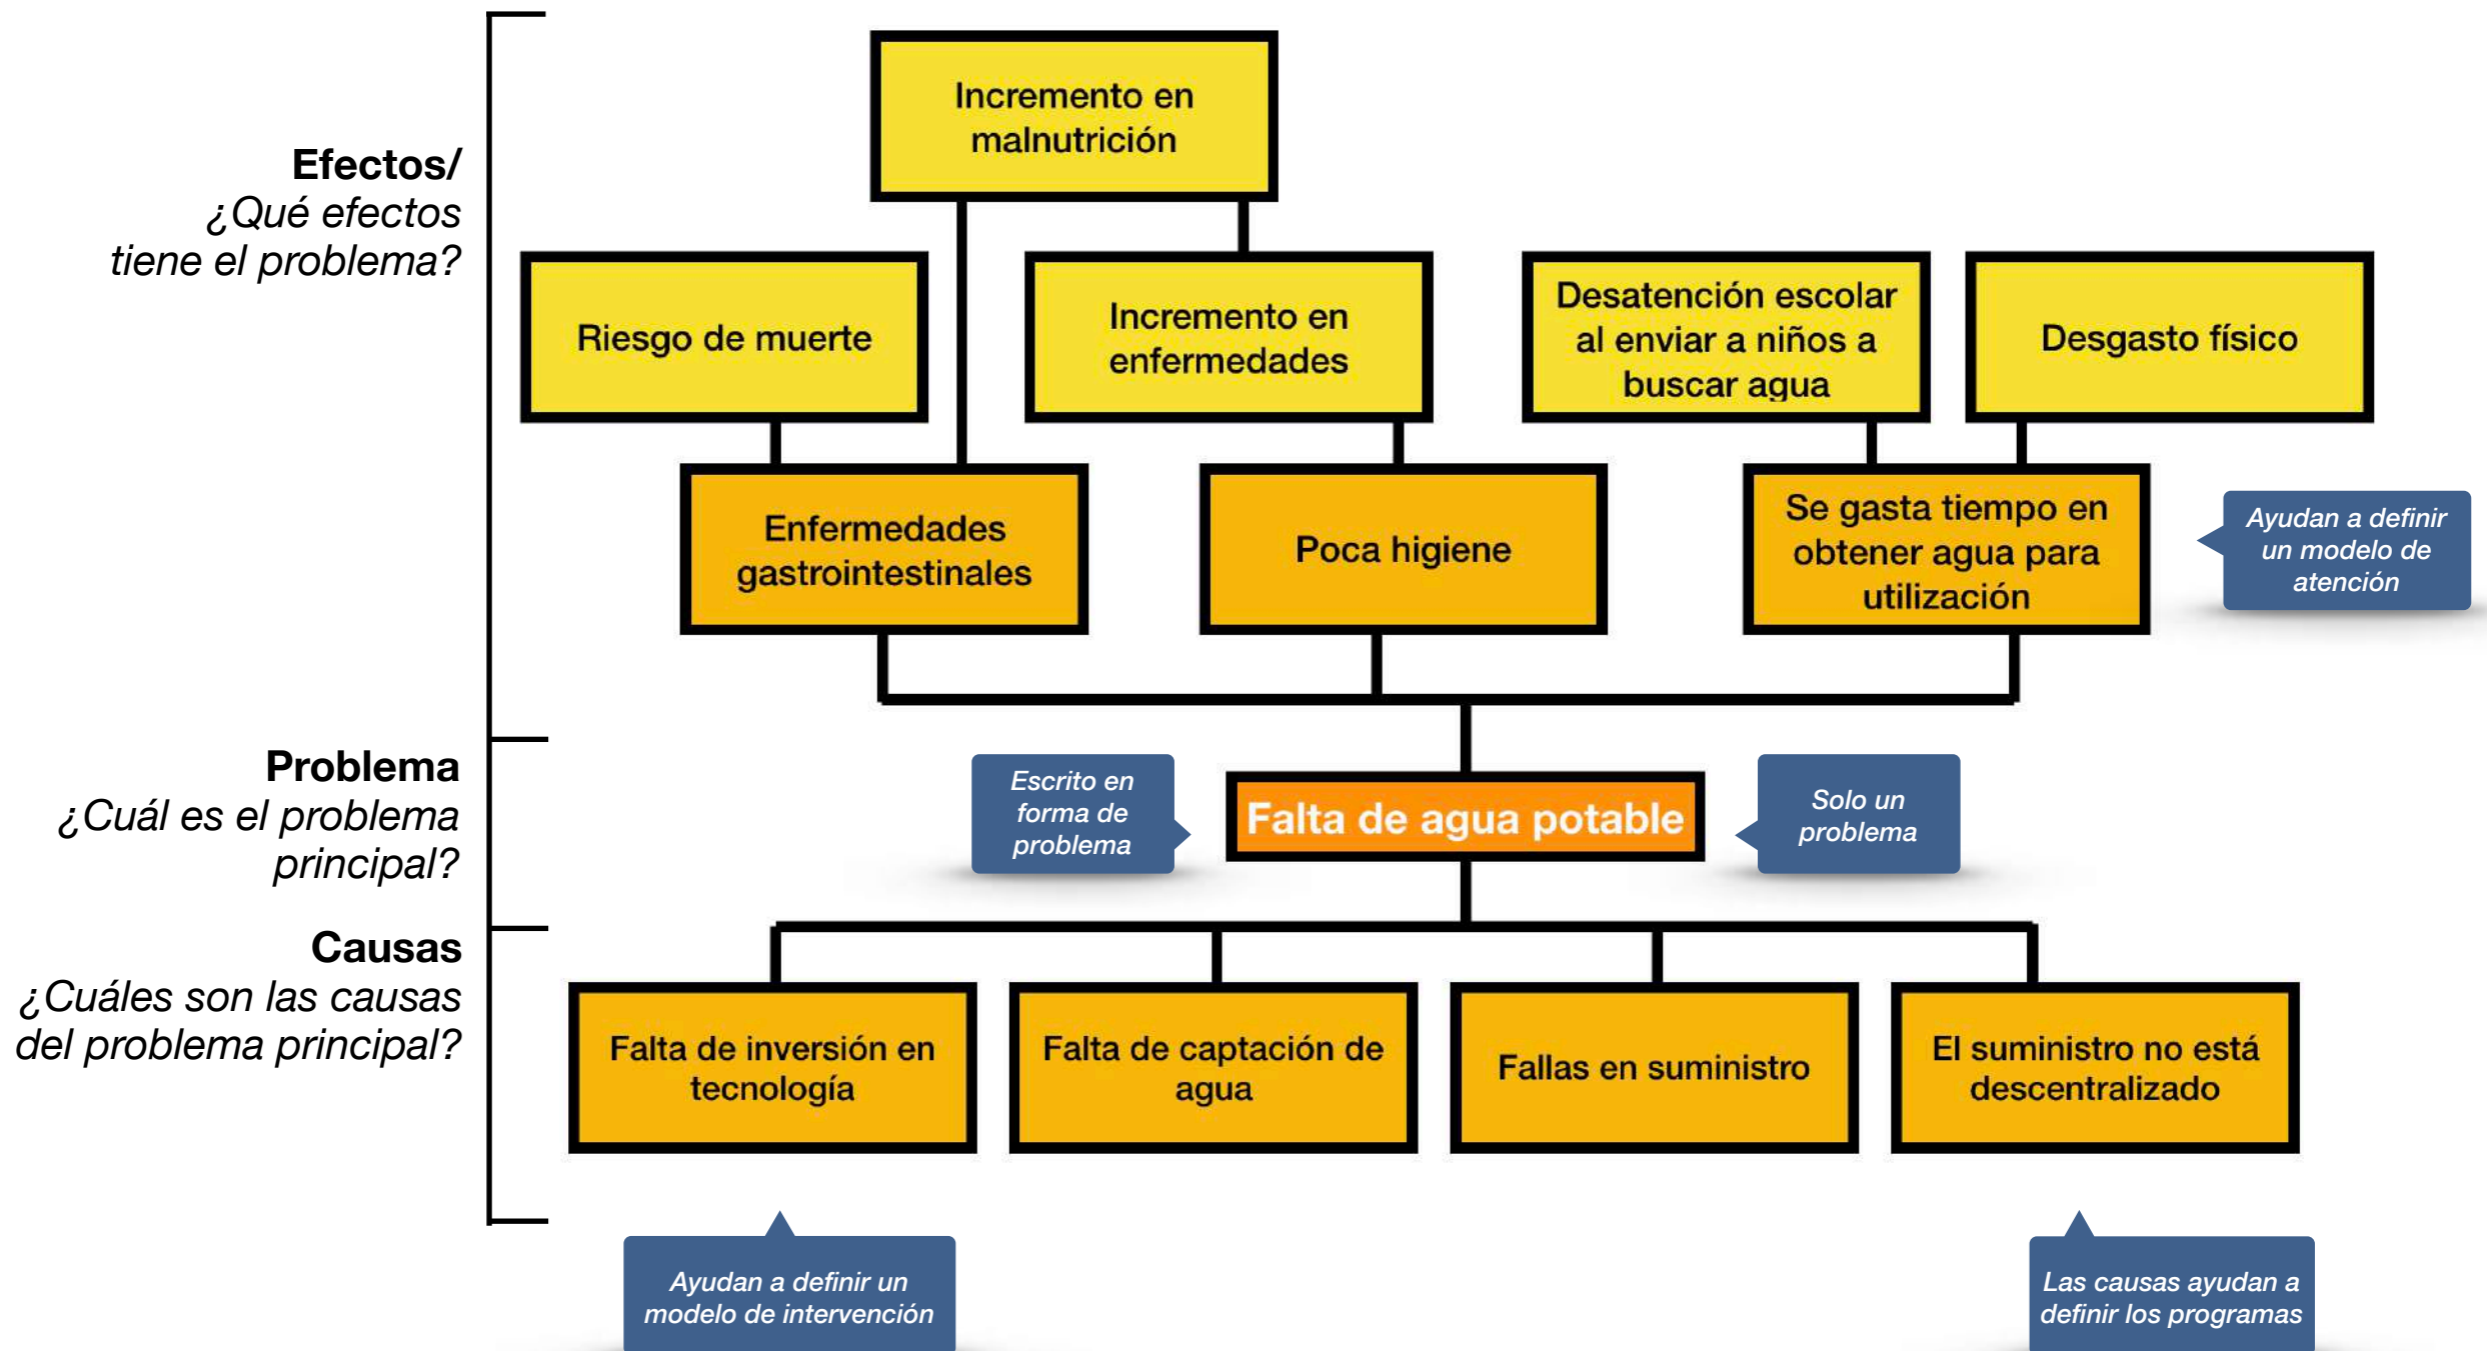 Efectos/
¿Qué efectos
tiene el problema?
Incremento en
malnutrición
Riesgo de muerte
Incremento en
enfermedades
Desatención escolar
al enviar a niños a
buscar agua
Desgasto físico
Enfermedades
gastrointestinales
Poca higiene
Se gasta tiempo en
obtener agua para
utilización
Ayudan a definir
un modelo de
atención
Problema
¿Cuál es el problema
principal?
Escrito en
forma de
problema
Falta de agua potable
Solo un
problema
Causas
¿Cuáles son las causas
del problema principal?
Falta de inversión en
tecnología
Falta de captación de
agua
Fallas en suministro
El suministro no está
descentralizado
Ayudan a definir un
modelo de intervención
Las causas ayudan a
definir los programas